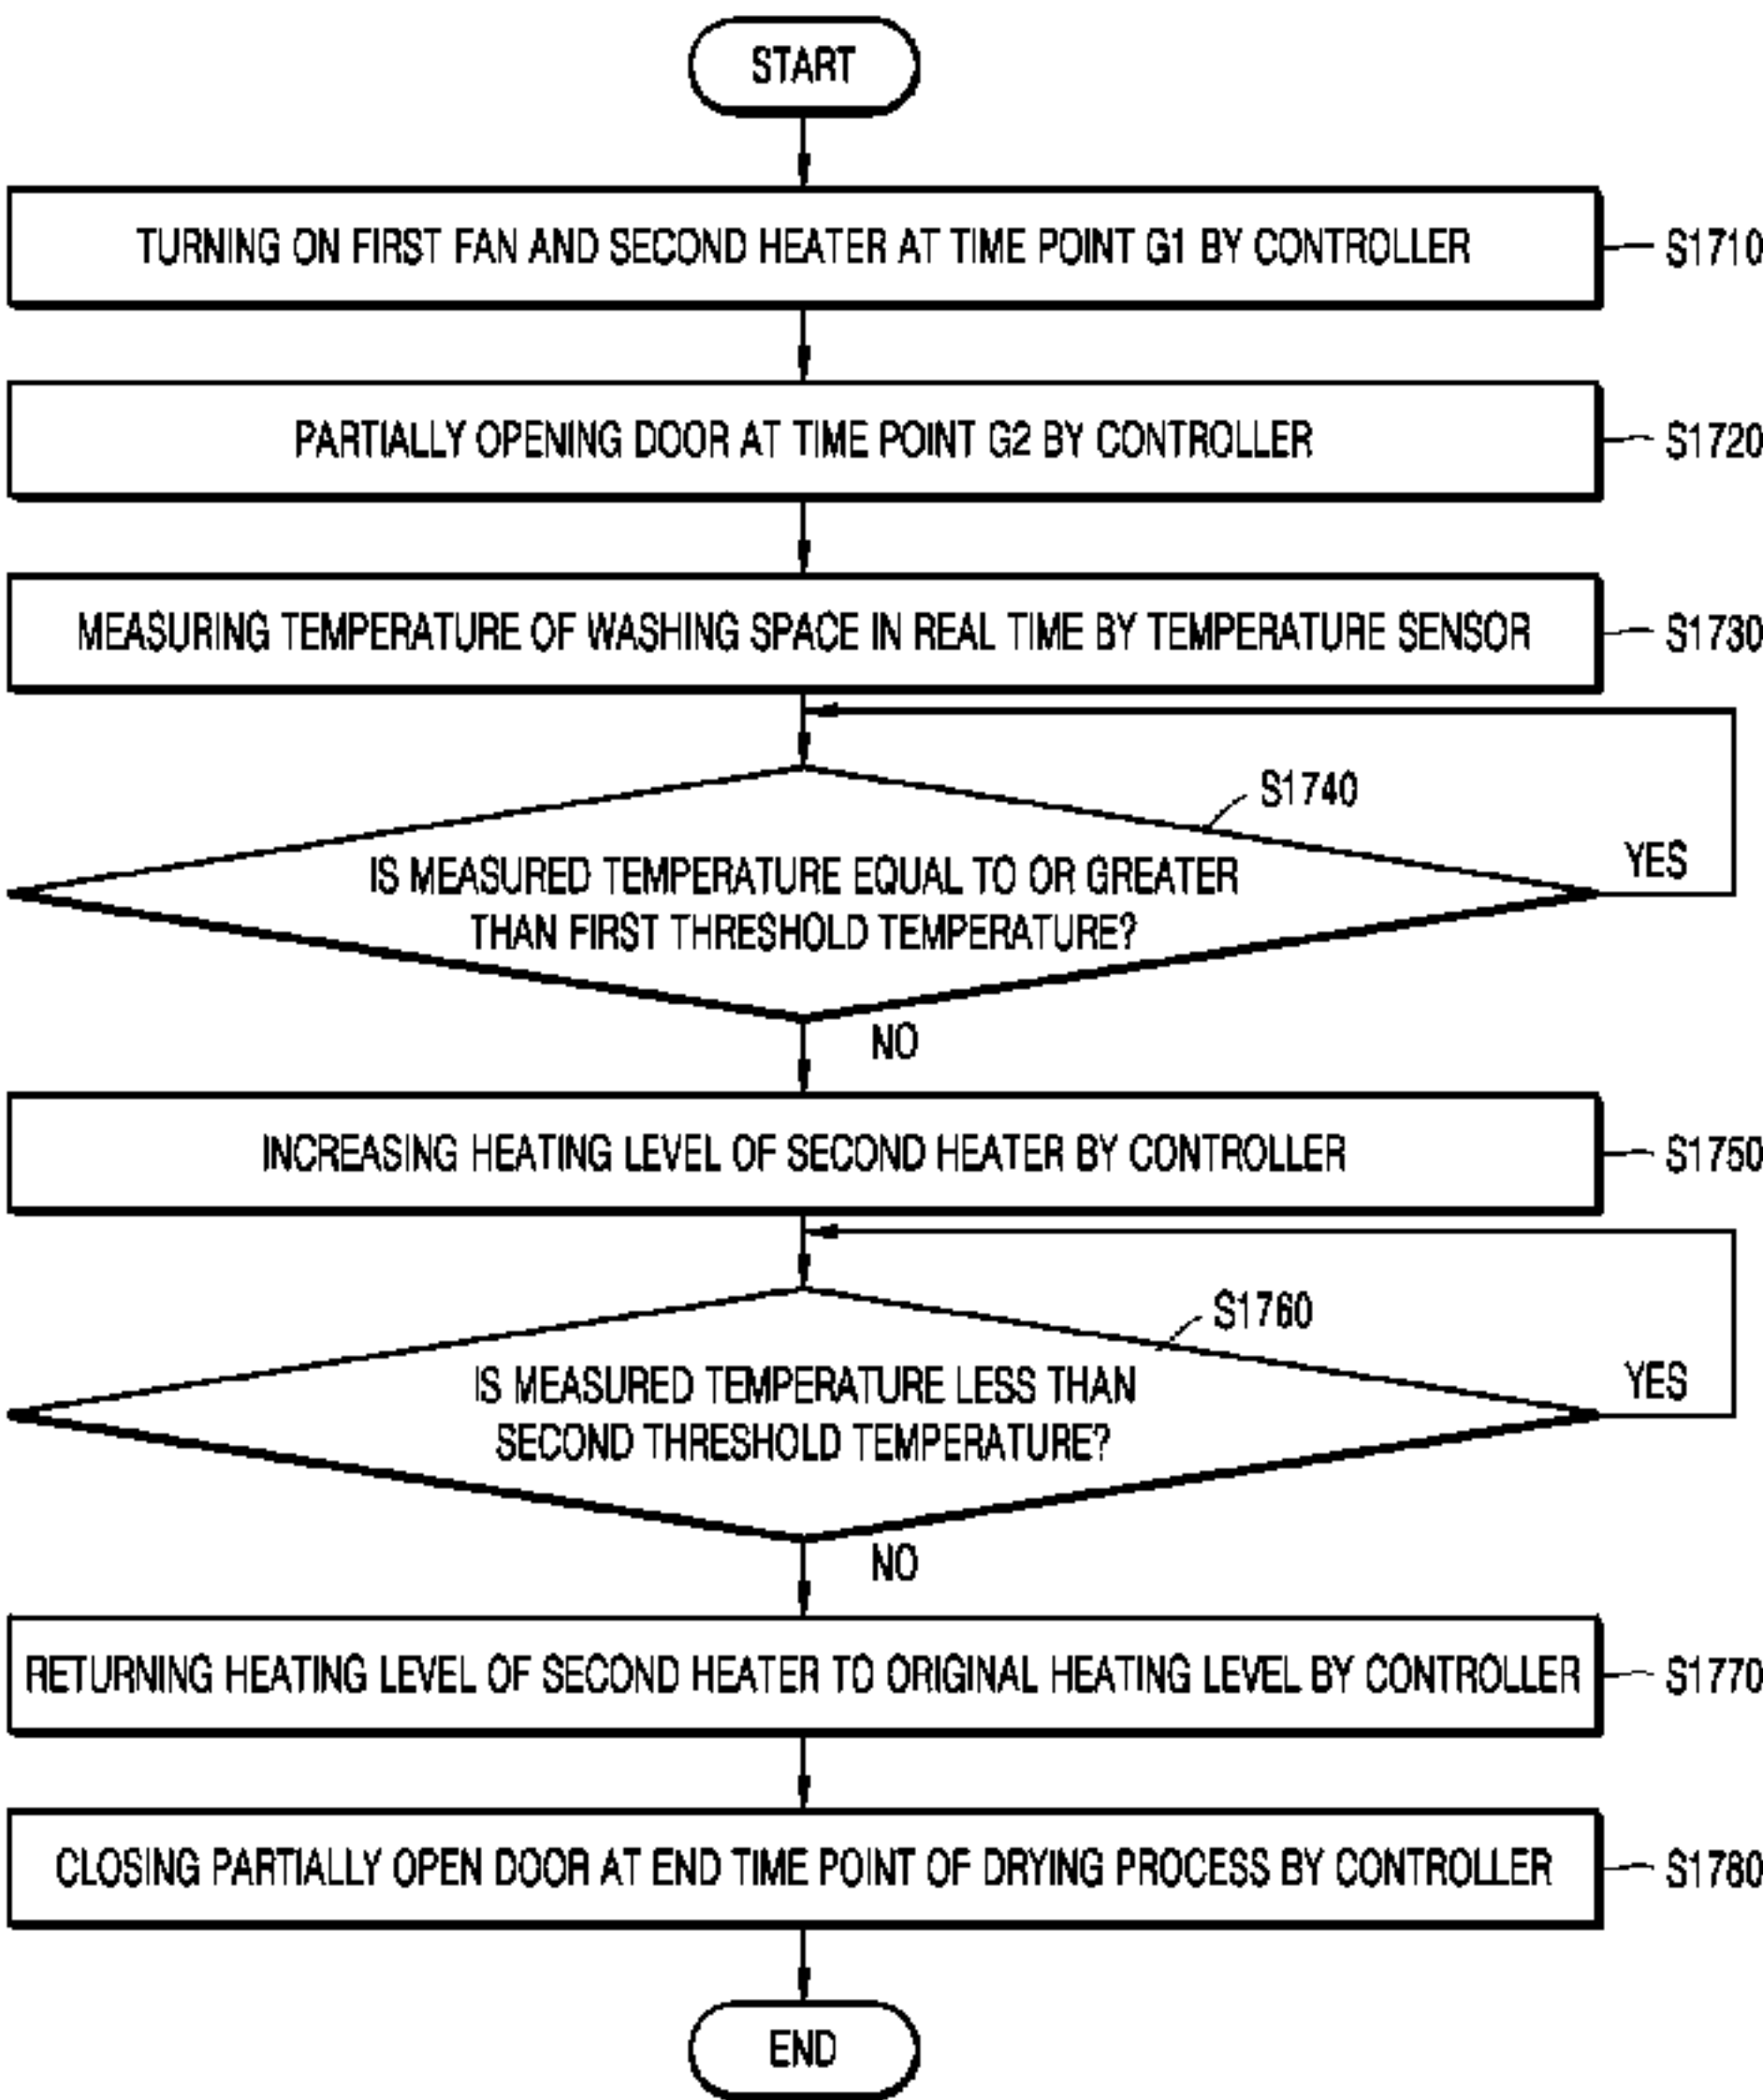 START
TURNING ON FIRST FAN AND SECOND HEATER AT TIME POINT G1 BY CONTROLLER
S1710
PARTIALLY OPENING DOOR AT TIME POINT G2 BY CONTROLLER
S1720
MEASURING TEMPERATURE OF WASHING SPACE IN REAL TIME BY TEMPERATURE SENSOR
S1730
S1740
IS MEASURED TEMPERATURE EQUAL TO OR GREATER
THAN FIRST THRESHOLD TEMPERATURE?
YES
NO
INCREASING HEATING LEVEL OF SECOND HEATER BY CONTROLLER
S1750
S1760
IS MEASURED TEMPERATURE LESS THAN
SECOND THRESHOLD TEMPERATURE?
YES
NO
RETURNING HEATING LEVEL OF SECOND HEATER TO ORIGINAL HEATING LEVEL BY CONTROLLER
S1770
CLOSING PARTIALLY OPEN DOOR AT END TIME POINT OF DRYING PROCESS BY CONTROLLER
S1780
END